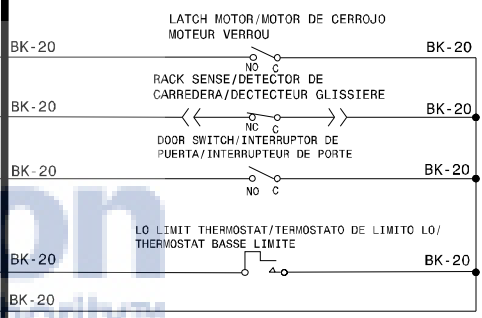 LATCH MOTOR/MOTOR DE CERROJO
MOTEUR VERROU
BK-20
BK-20
NO C
RACK SENSE/DETECTOR DE
CARREDERA/DECTECTEUR GLISSIERE
BK-20
BK-20
NC C
DOOR SWITCH/INTERRUPTOR DE
PUERTA/INTERRUPTEUR DE PORTE
BK-20
BK-20
NO C
LO LIMIT THERMOSTAT/TERMOSTATO DE LIMITO LO/
THERMOSTAT BASSE LIMITE
BK-20
BK-20
BK-20